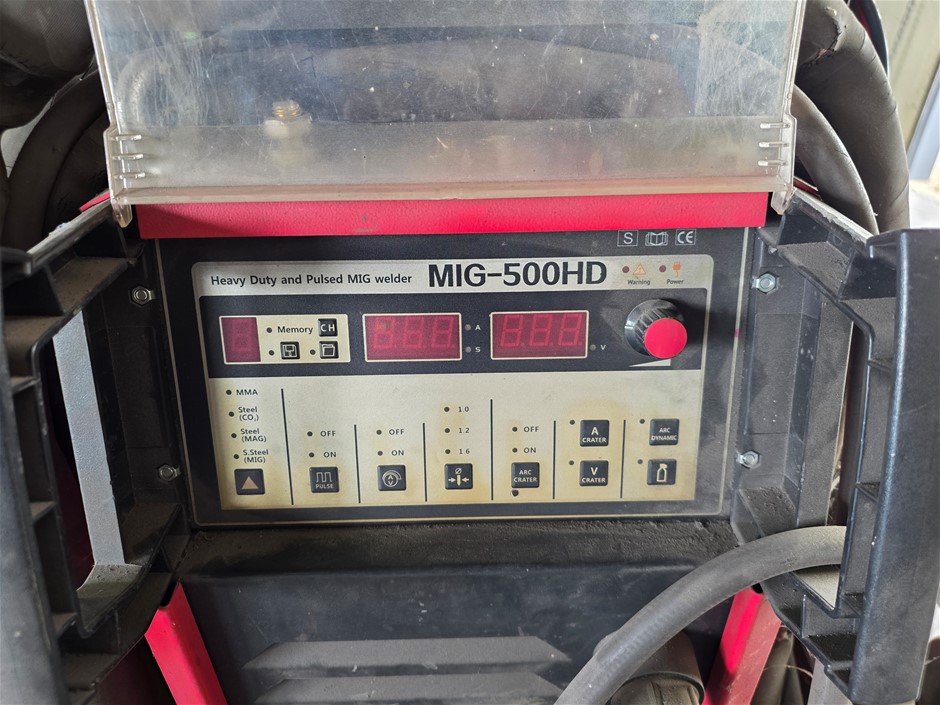 S CE
Heavy Duty and Pulsed MIG welder MIG-500HD
Warning Power
Memory CH
A
S
V
MMA
Steel
(CO₂)
Steel
(MAG)
S.Steel
(MIG)
OFF
ON
PULSE
OFF
ON
1.0
1.2
1.6
Ø
OFF
ON
ARC
CRATER
A
CRATER
V
CRATER
ARC
DYNAMIC